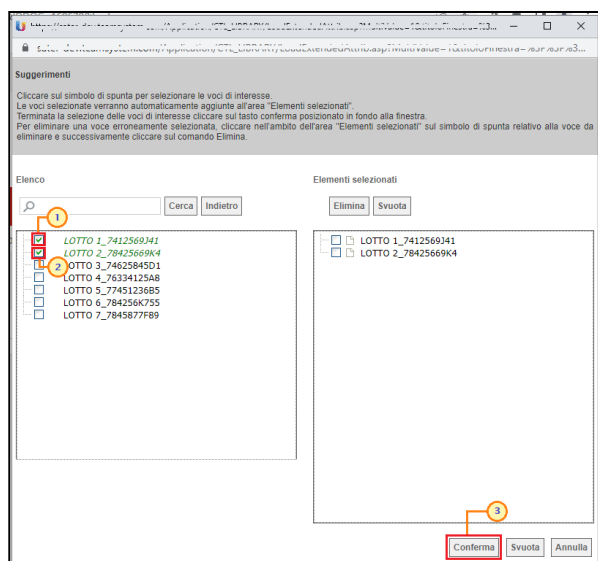 Suggerimenti
Cliccare sul simbolo di spunta per selezionare le voci di interesse.
Le voci selezionate verranno automaticamente aggiunte all'area "Elementi selezionati".
Terminata la selezione delle voci di interesse cliccare sul tasto conferma posizionato in fondo alla finestra.
Per eliminare una voce erroneamente selezionata, cliccare nell'ambito dell'area "Elementi selezionati" sul simbolo di spunta relativo alla voce da
eliminare e successivamente cliccare sul comando Elimina.
Elenco
Cerca Indietro
1
LOTTO 1_7412569J41
LOTTO 2_78425669K4
2
LOTTO 3_74625845D1
LOTTO 4_76334125A8
LOTTO 5_77451236B5
LOTTO 6_784256K755
LOTTO 7_7845877F89
Elementi selezionati
Elimina Svuota
LOTTO 1_7412569J41
LOTTO 2_78425669K4
3
Conferma Svuota Annulla